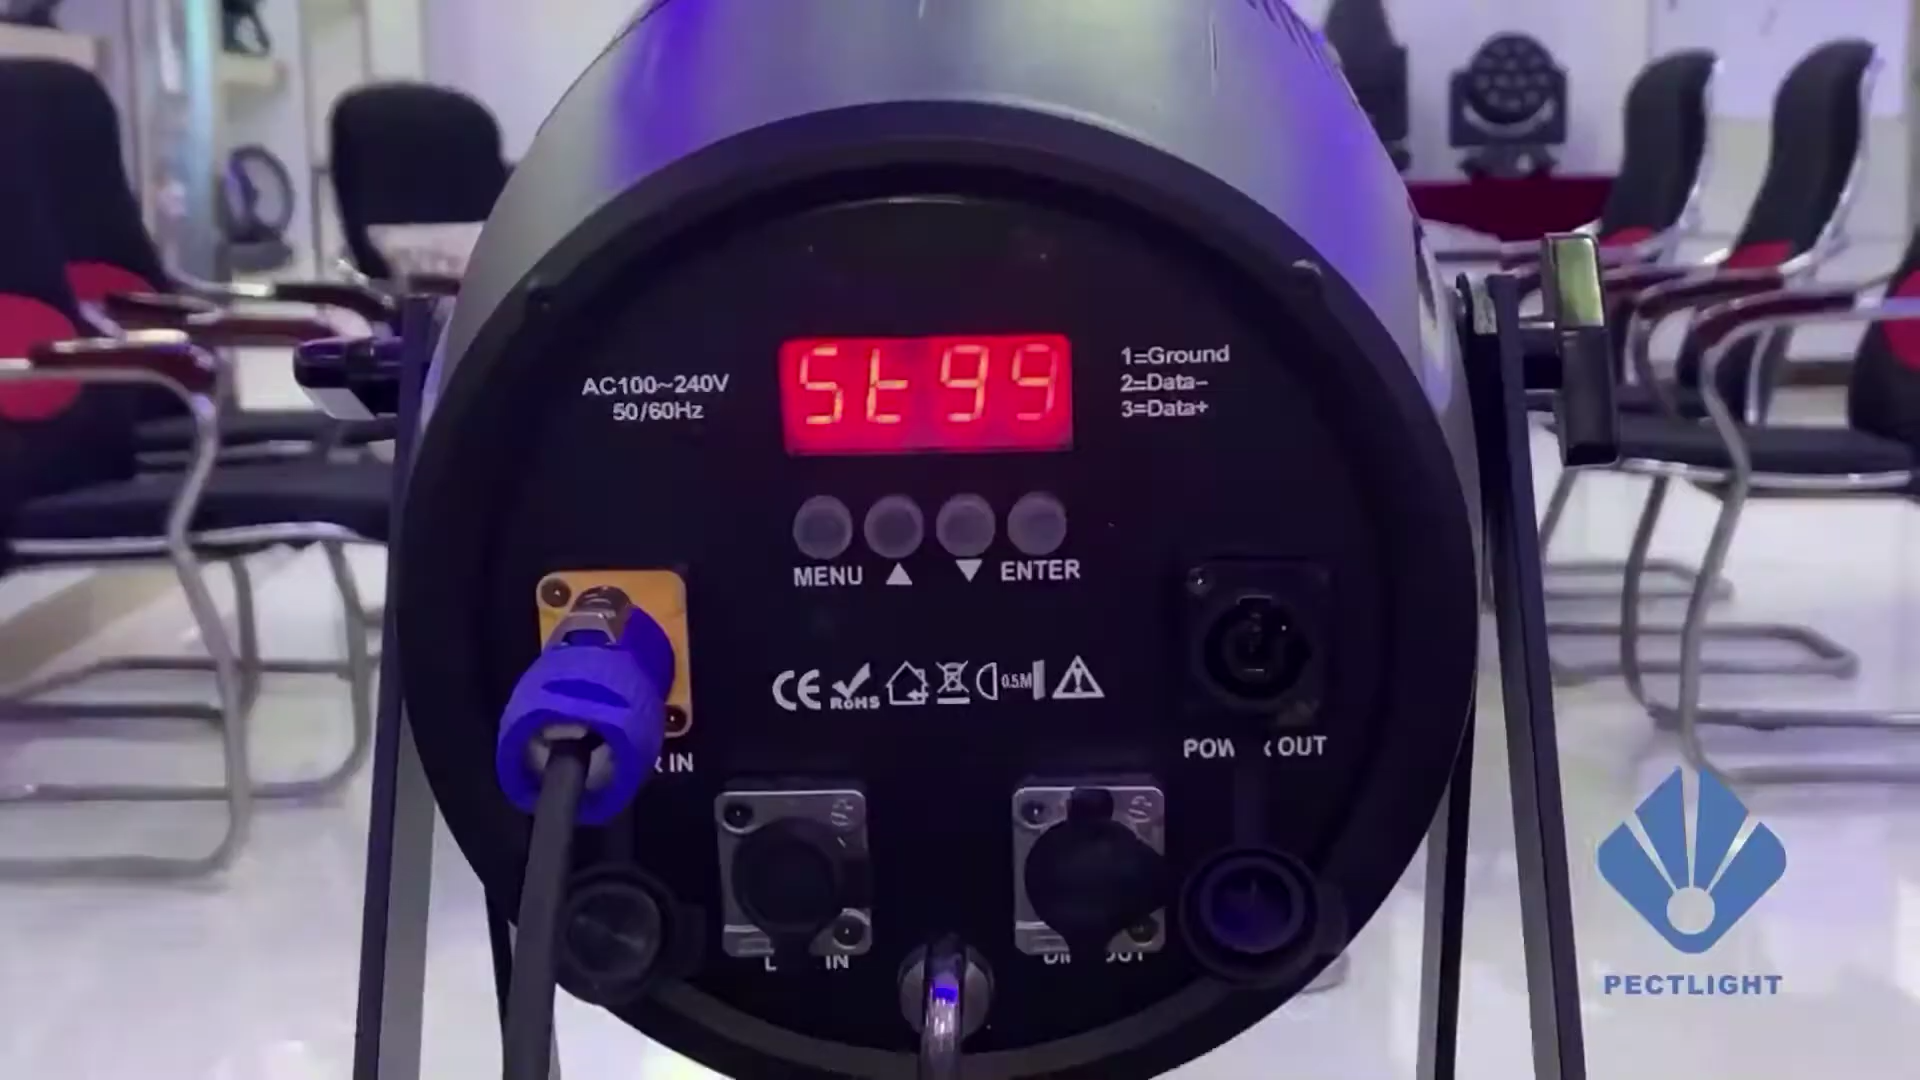 St99
AC100~240V
50/60Hz
1=Ground
2=Data-
3=Data+
MENU ▲ ▼ ENTER
CE RoHS 0.5M
IN
OUT
IN
PECTLIGHT